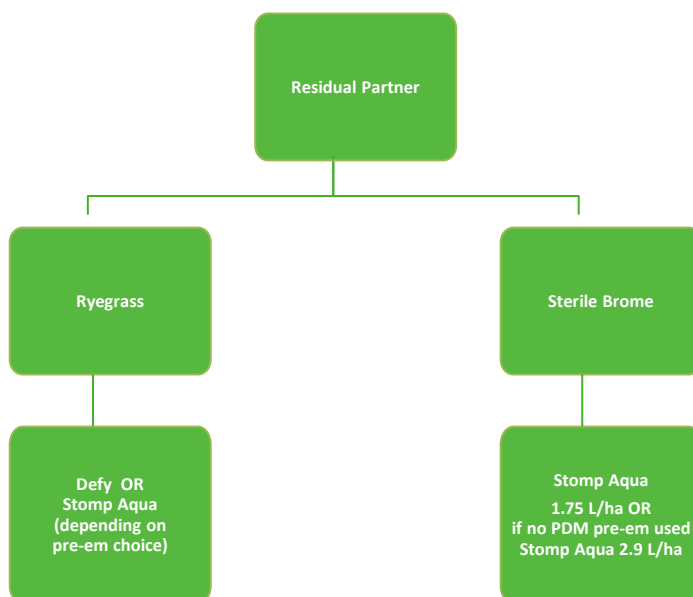 Residual Partner
Ryegrass
Sterile Brome
Defy OR
Stomp Aqua
(depending on
pre-em choice)
Stomp Aqua
1.75 L/ha OR
if no PDM pre-em used
Stomp Aqua 2.9 L/ha